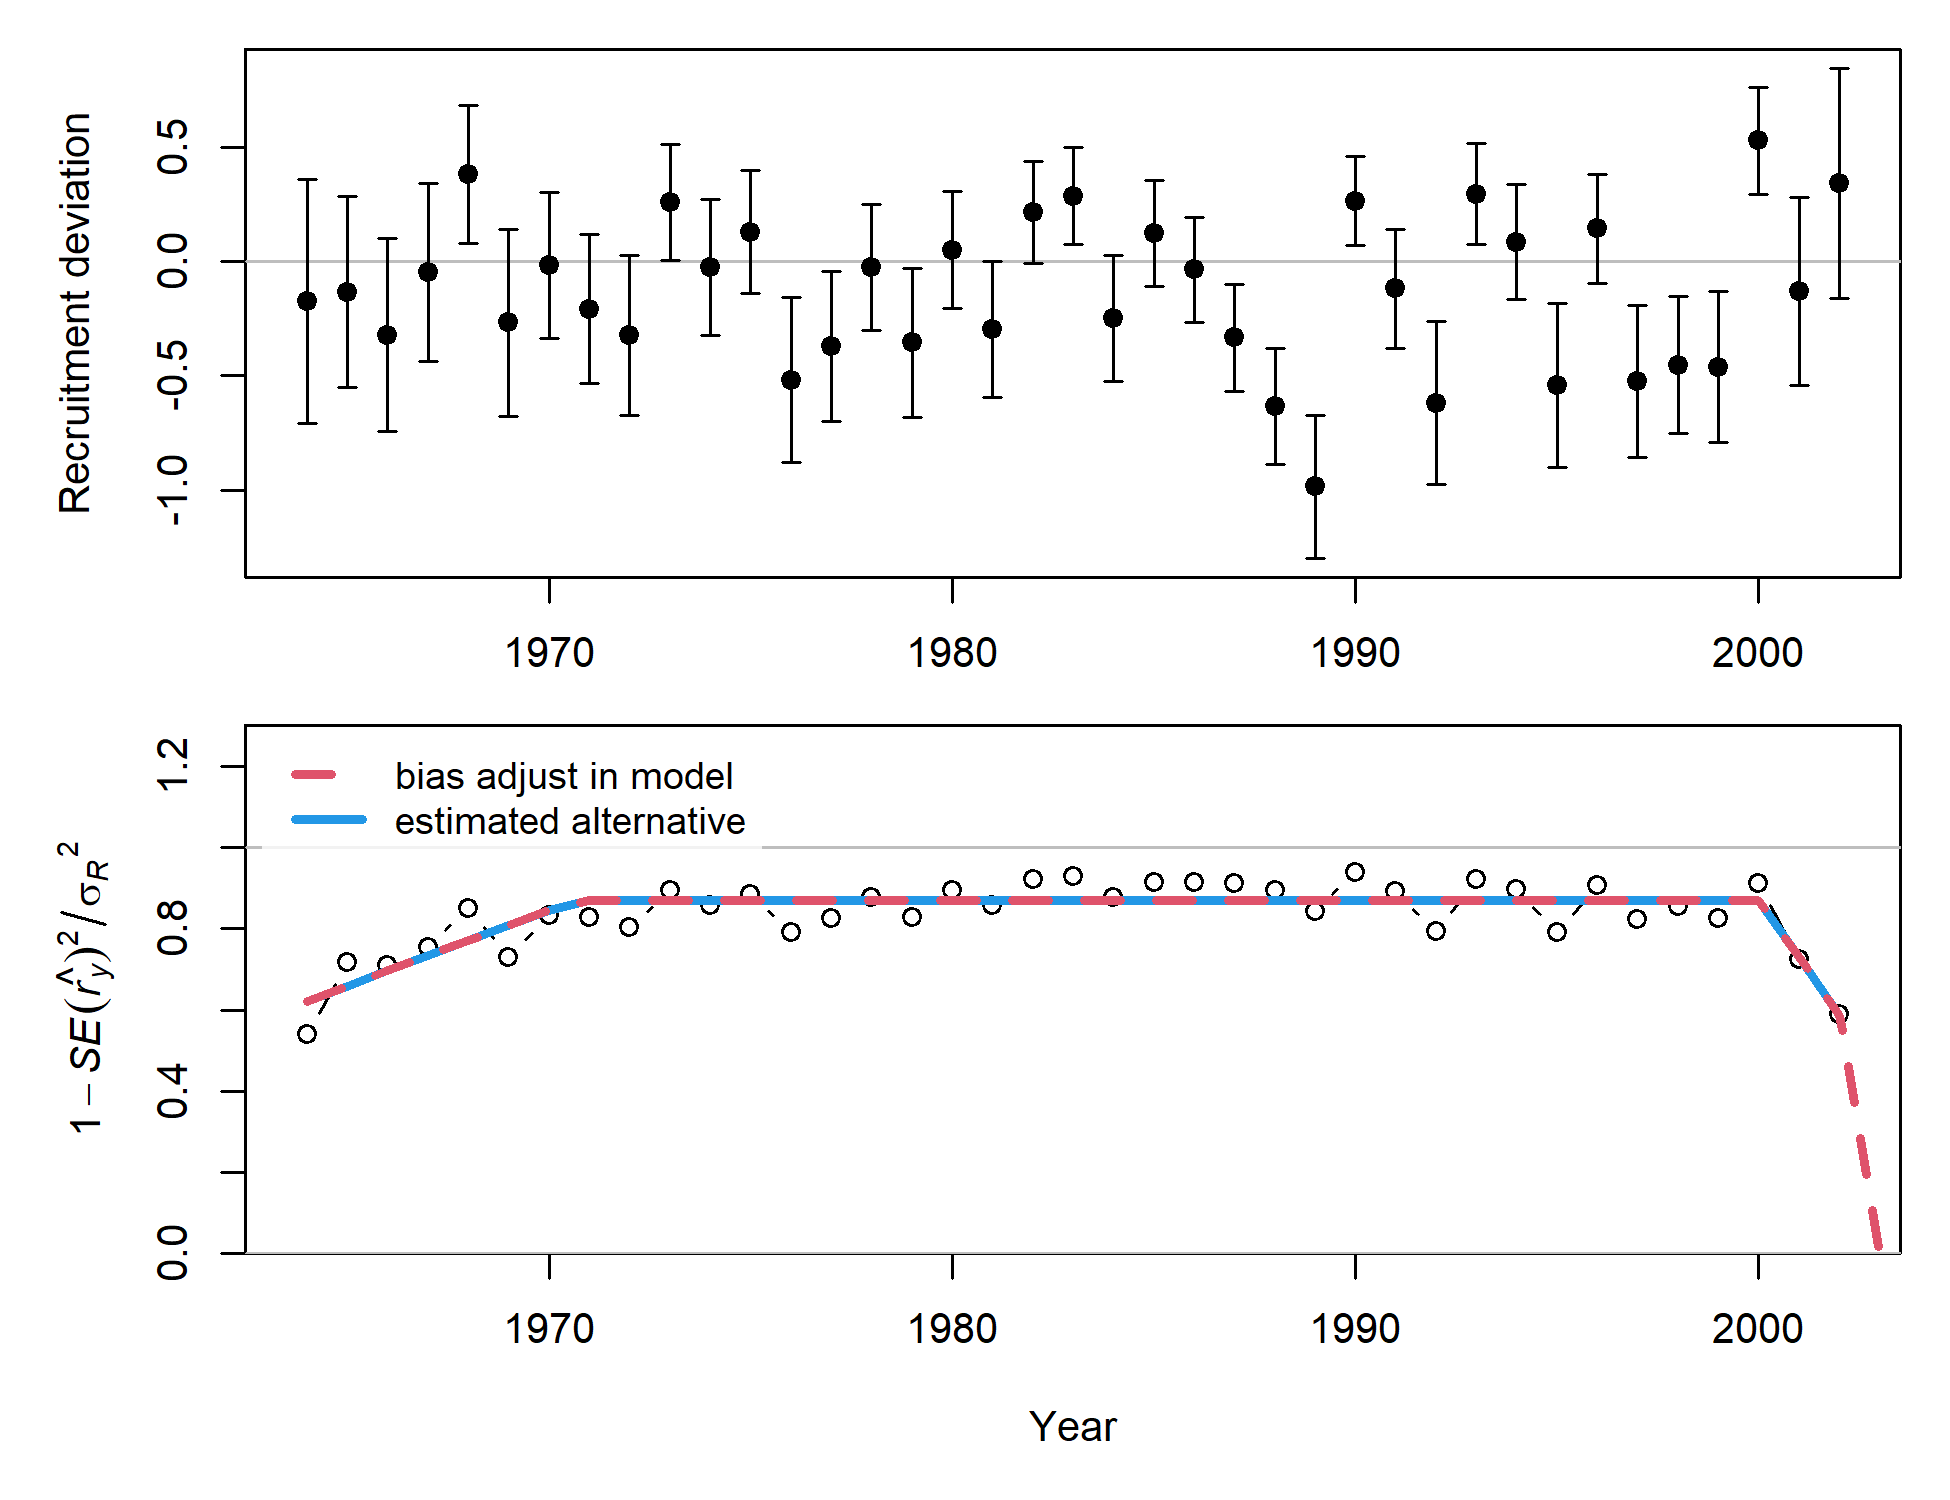 Recruitment deviation
0.5
0.0
-0.5
-1.0
1970 1980 1990 2000
1 − SE(r̂y)² / σR²
bias adjust in model
estimated alternative
1.2
0.8
0.4
0.0
1970 1980 1990 2000
Year